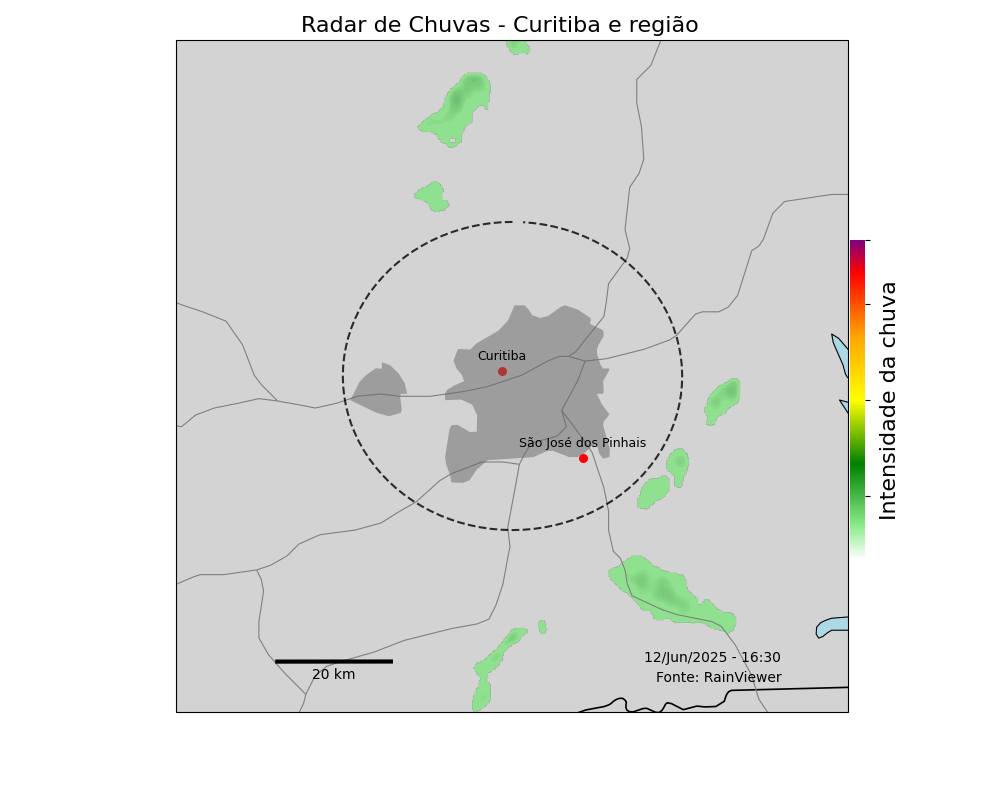 Radar de Chuvas - Curitiba e região
Curitiba
São José dos Pinhais
Intensidade da chuva
12/Jun/2025 - 16:30
Fonte: RainViewer
20 km